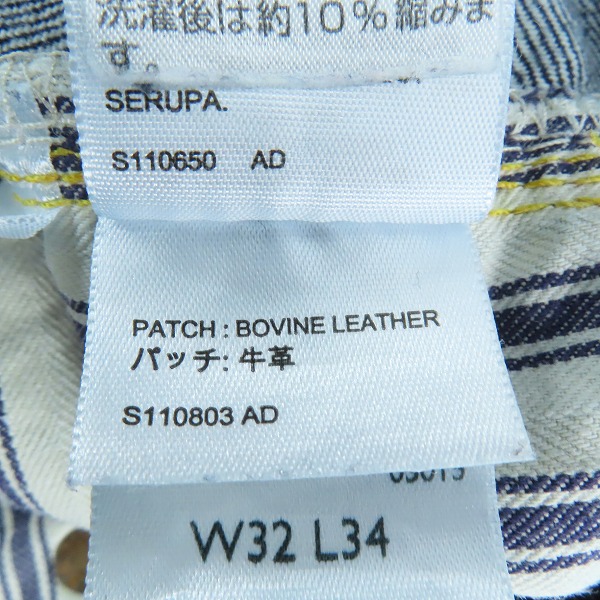 洗濯後は約10%縮みま
す。
SERUPA.
S110650 AD
PATCH : BOVINE LEATHER
パッチ: 牛革
S110803 AD
W32 L34